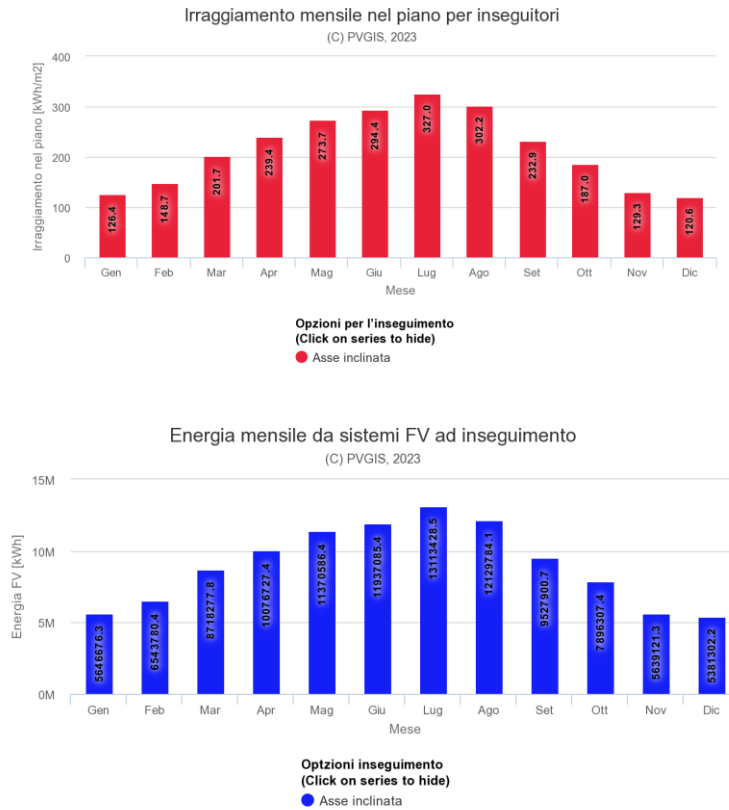 Irraggiamento mensile nel piano per inseguitori
(C) PVGIS, 2023
Irraggiamento nel piano [kWh/m2]
400
300
200
100
0
126.4
148.7
201.7
239.4
273.7
294.4
327.0
302.2
232.9
187.0
129.3
120.6
Gen Feb Mar Apr Mag Giu Lug Ago Set Ott Nov Dic
Mese
Opzioni per l'inseguimento
(Click on series to hide)
Asse inclinata
Energia mensile da sistemi FV ad inseguimento
(C) PVGIS, 2023
Energia FV [kWh]
15M
10M
5M
0M
5646676.3
6543780.4
8718277.8
10076727.4
11370586.4
11937085.4
13113428.5
12129784.1
9527900.7
7896307.4
5639121.3
5381302.2
Gen Feb Mar Apr Mag Giu Lug Ago Set Ott Nov Dic
Mese
Optzioni inseguimento
(Click on series to hide)
Asse inclinata